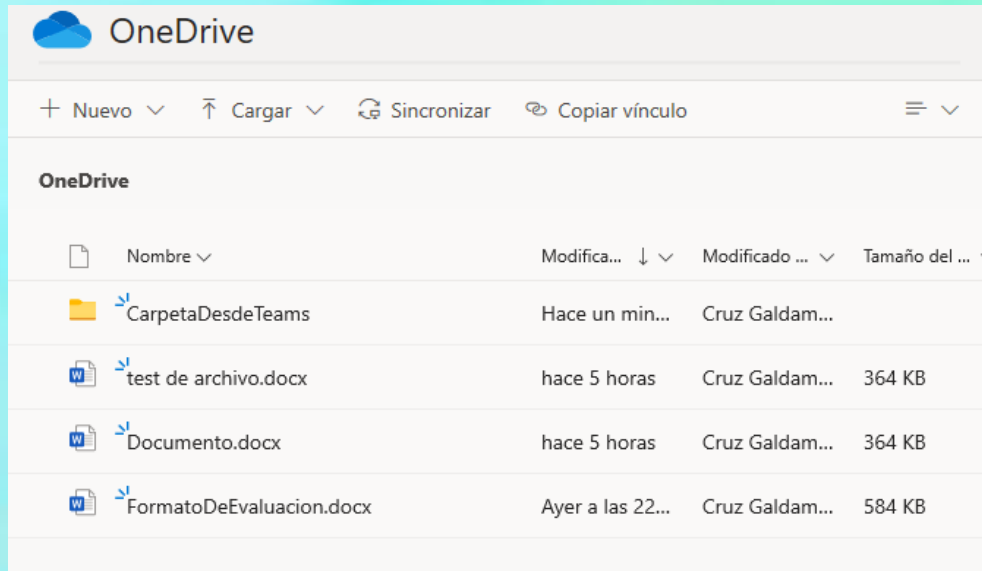 OneDrive
Nuevo Cargar Sincronizar Copiar vínculo
OneDrive
Nombre Modifica... Modificado ... Tamaño del ...
CarpetaDesdeTeams Hace un min... Cruz Galdam...
test de archivo.docx hace 5 horas Cruz Galdam... 364 KB
Documento.docx hace 5 horas Cruz Galdam... 364 KB
FormatoDeEvaluacion.docx Ayer a las 22... Cruz Galdam... 584 KB